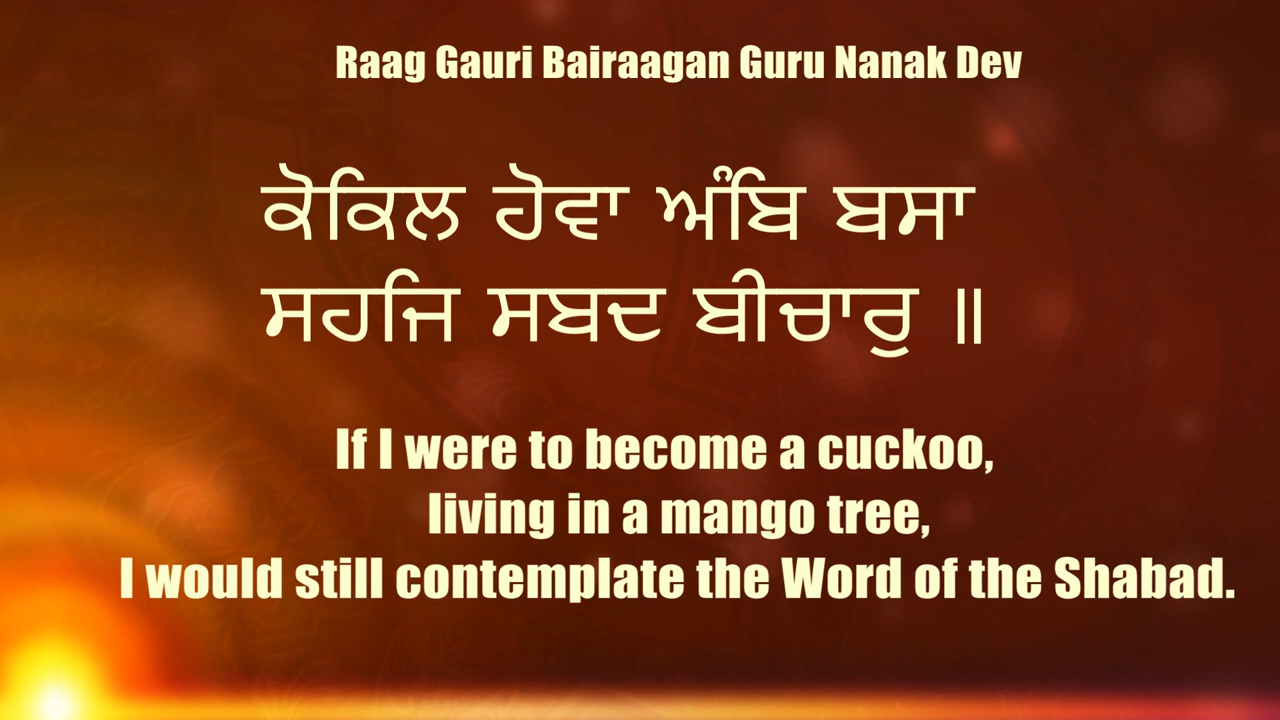 Raag Gauri Bairaagan Guru Nanak Dev
ਕੋਕਿਲ ਹੋਵਾ ਅੰਬਿ ਬਸਾ
ਸਹਜਿ ਸਬਦ ਬੀਚਾਰੁ ॥
If I were to become a cuckoo,
living in a mango tree,
I would still contemplate the Word of the Shabad.